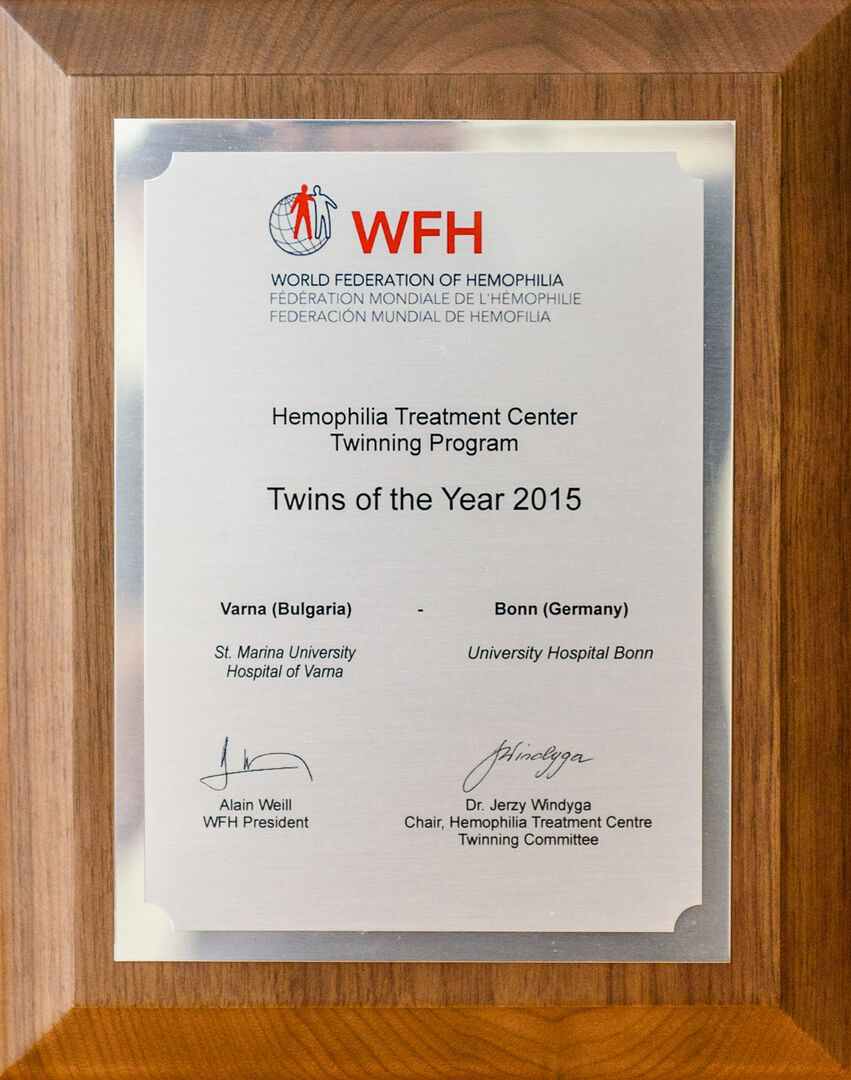 WFH
WORLD FEDERATION OF HEMOPHILIA
FÉDÉRATION MONDIALE DE L'HÉMOPHILIE
FEDERACIÓN MUNDIAL DE HEMOFILIA
Hemophilia Treatment Center
Twinning Program
Twins of the Year 2015
Varna (Bulgaria) - Bonn (Germany)
St. Marina University
Hospital of Varna
University Hospital Bonn
JWindyga
Alain Weill
WFH President
Dr. Jerzy Windyga
Chair, Hemophilia Treatment Centre
Twinning Committee